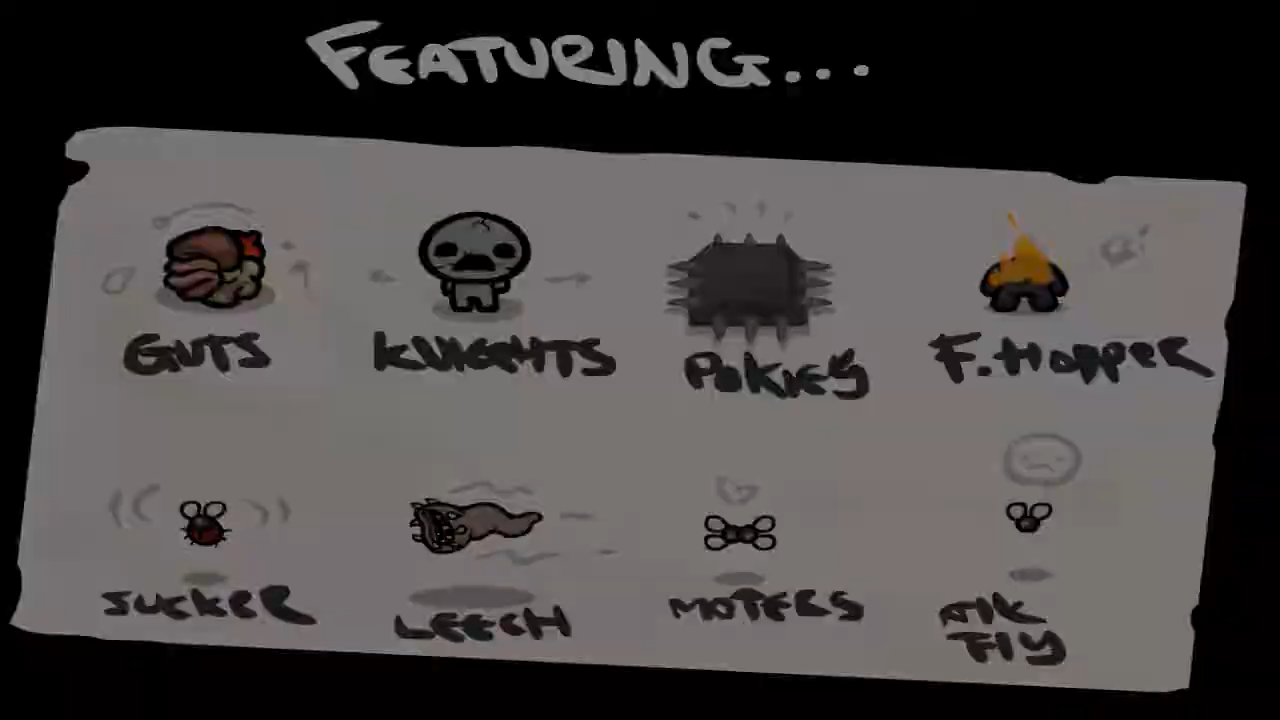 FEATURING...
GUTS KNIGHTS POKIES F.HOPPER
SUCKER LEECH MOTERS ATK
FLY